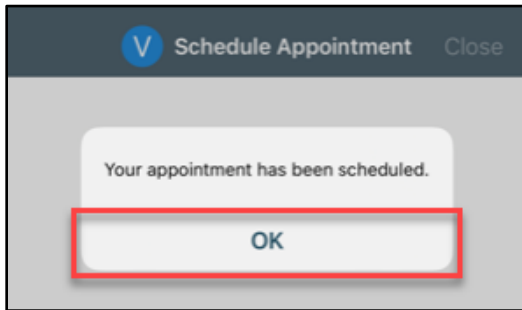 V Schedule Appointment Close
Your appointment has been scheduled.
OK